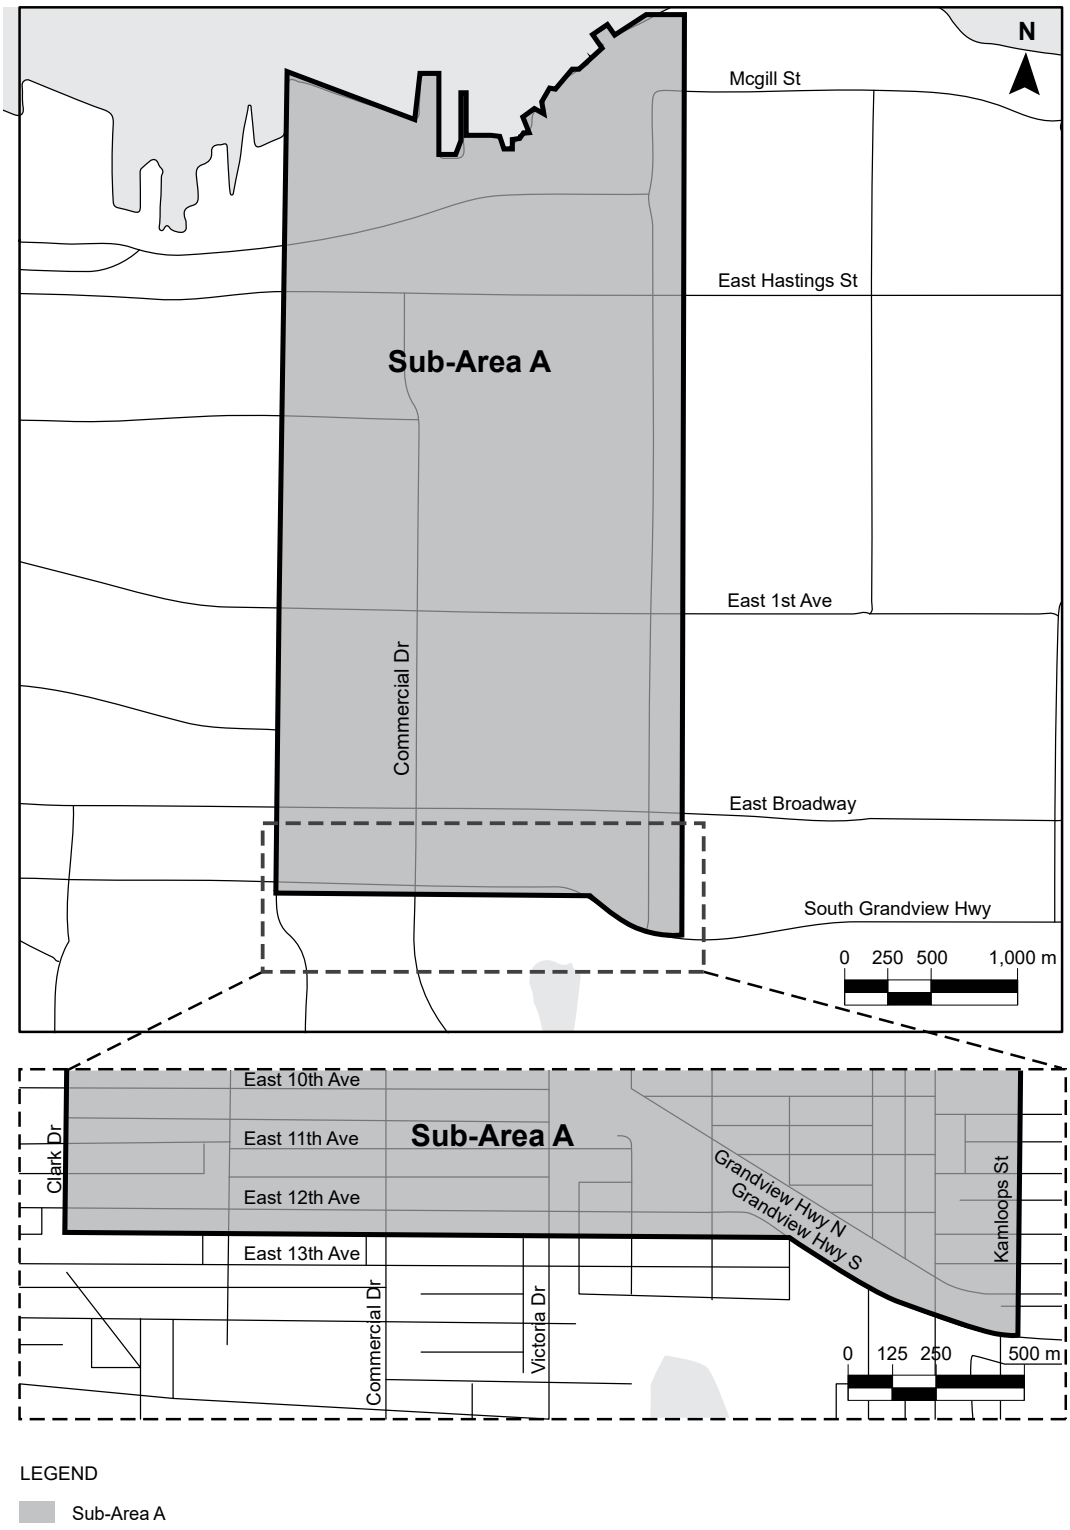 N
Mcgill St
East Hastings St
Sub-Area A
East 1st Ave
Commercial Dr
East Broadway
South Grandview Hwy
0 250 500 1,000 m
East 10th Ave
Clark Dr
East 11th Ave
Sub-Area A
East 12th Ave
Grandview Hwy N
Grandview Hwy S
Kamloops St
East 13th Ave
Commercial Dr
Victoria Dr
0 125 250 500 m
LEGEND
Sub-Area A